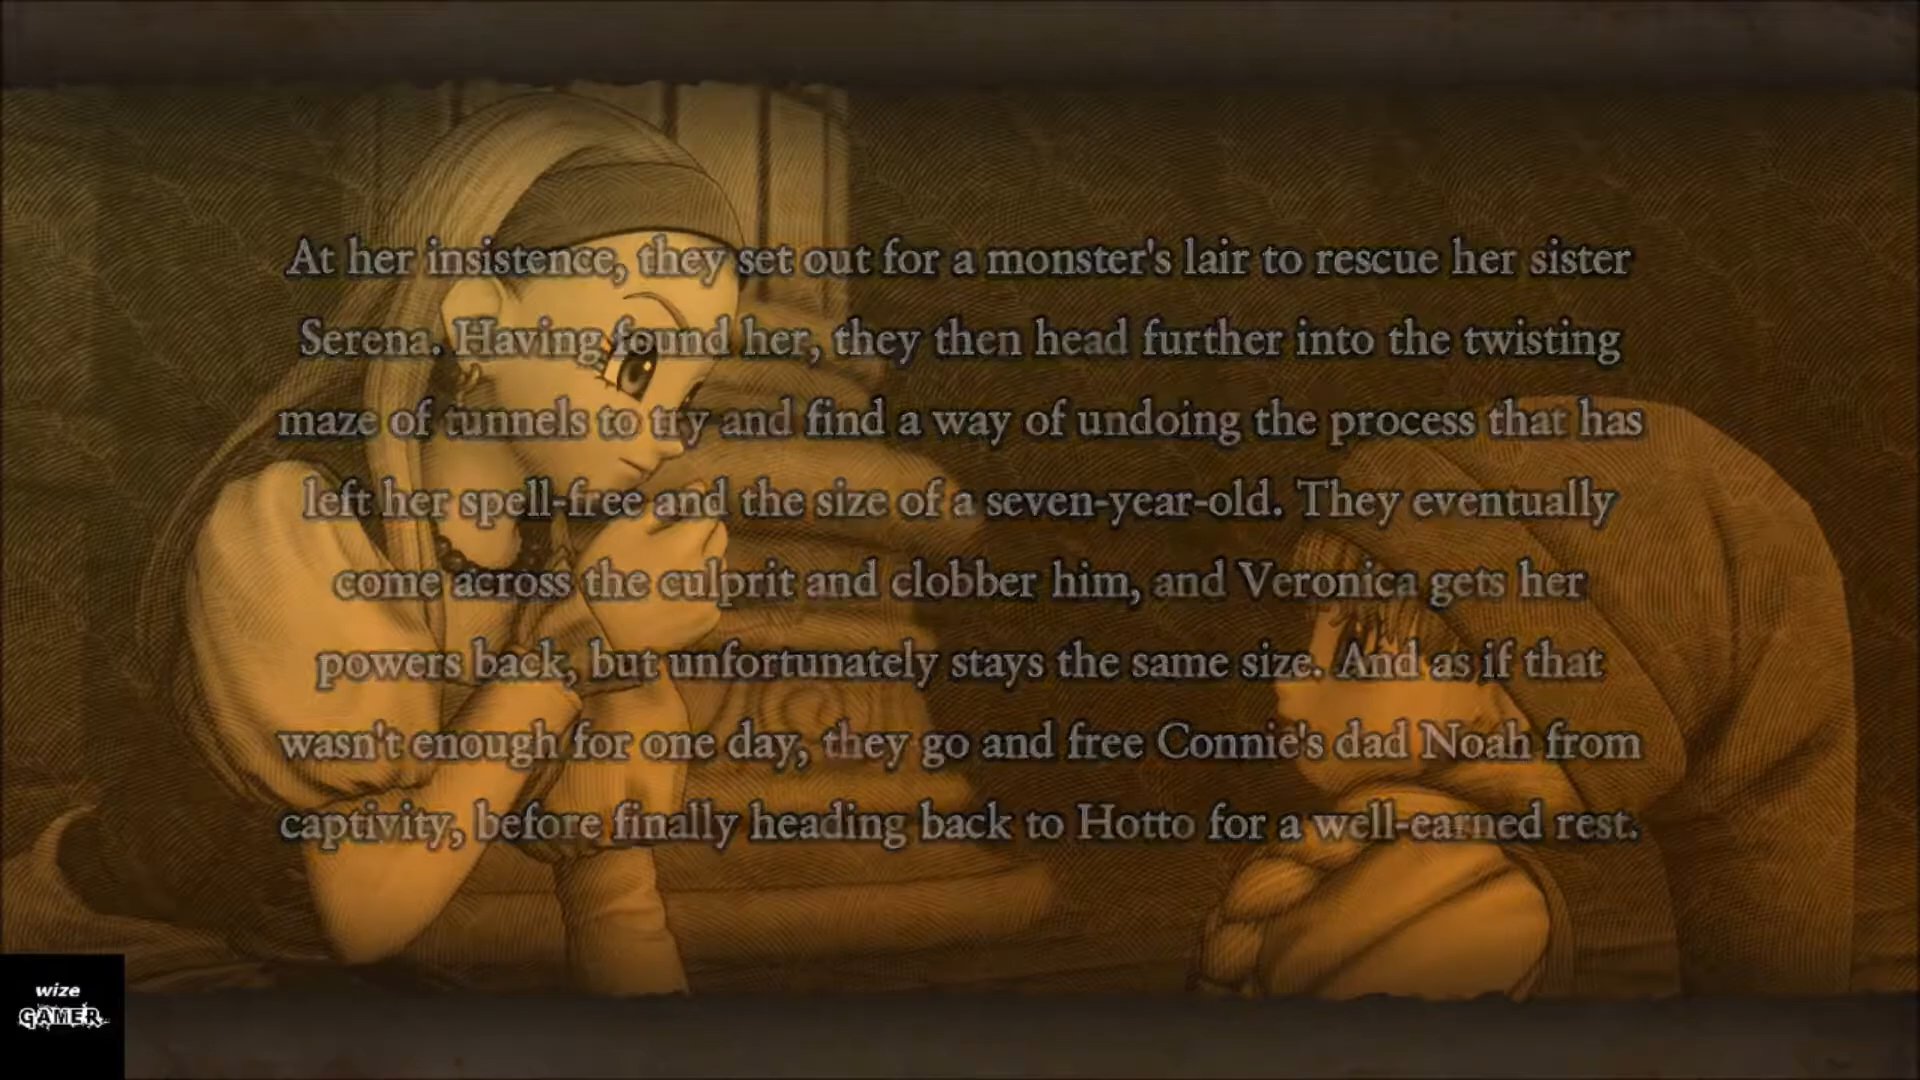 At her insistence, they set out for a monster's lair to rescue her sister
Serena. Having found her, they then head further into the twisting
maze of tunnels to try and find a way of undoing the process that has
left her spell-free and the size of a seven-year-old. They eventually
come across the culprit and clobber him, and Veronica gets her
powers back, but unfortunately stays the same size. And as if that
wasn't enough for one day, they go and free Connie's dad Noah from
captivity, before finally heading back to Hotto for a well-earned rest.
wize
GAMER